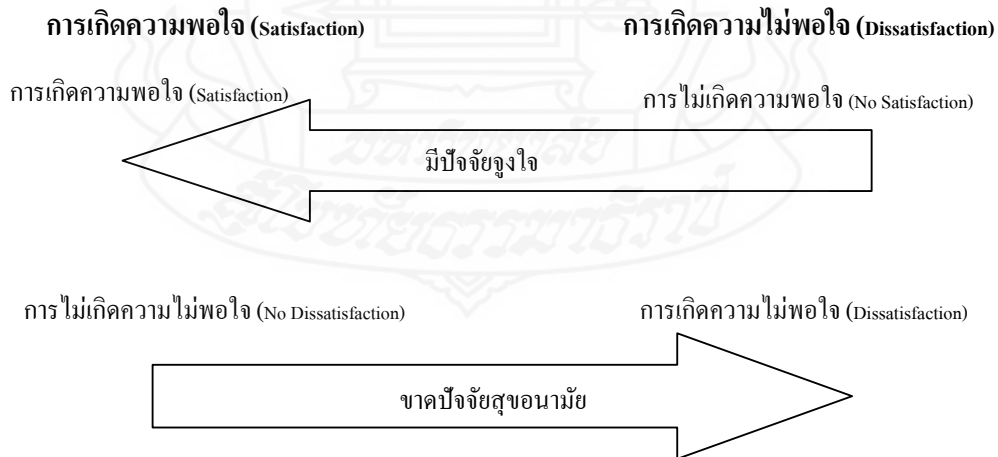 การเกิดความพอใจ (Satisfaction) การเกิดความไม่พอใจ (Dissatisfaction)
การเกิดความพอใจ (Satisfaction) การไม่เกิดความพอใจ (No Satisfaction)
มีปัจจัยจูงใจ
การไม่เกิดความไม่พอใจ (No Dissatisfaction) การเกิดความไม่พอใจ (Dissatisfaction)
ขาดปัจจัยสุขอนามัย